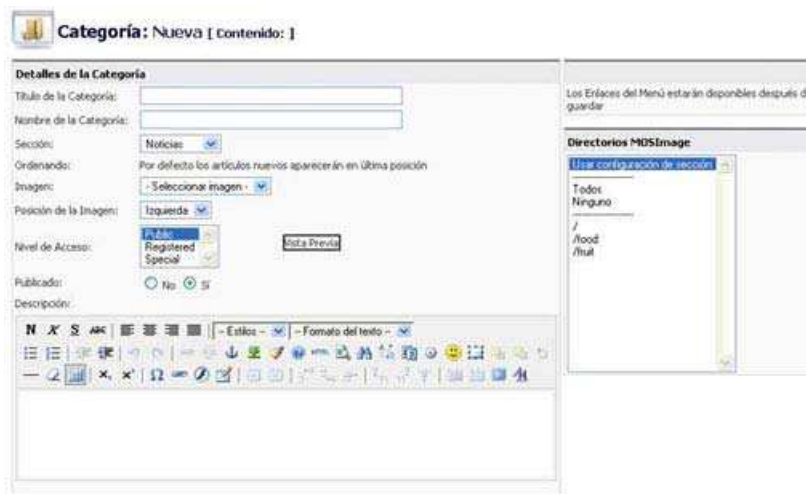 Categoría: Nueva [ Contenido: ]
Detalles de la Categoría
Título de la Categoría:
Nombre de la Categoría:
Sección: Noticias
Ordenando: Por defecto los artículos nuevos aparecerán en última posición
Imagen: - Seleccionar imagen -
Posición de la Imagen: Izquierda
Nivel de Acceso: Public
Registered
Special
Vista Previa
Publicado: No Sí
Descripción:
N K S ABC -- Estilos -- -- Formato del texto --
Los Enlaces del Menú estarán disponibles después d
guardar
Directorios MOSImage
Usar configuración de sección
Todos
Ninguno
/
/food
/fruit